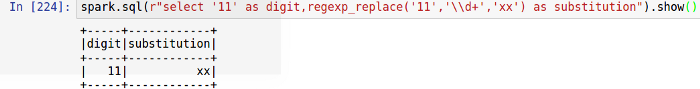 In [224]: spark.sql(r"select '11' as digit,regexp_replace('11','\\d+','xx') as substitution").show()
+-----+------------+
|digit|substitution|
+-----+------------+
|   11|          xx|
+-----+------------+